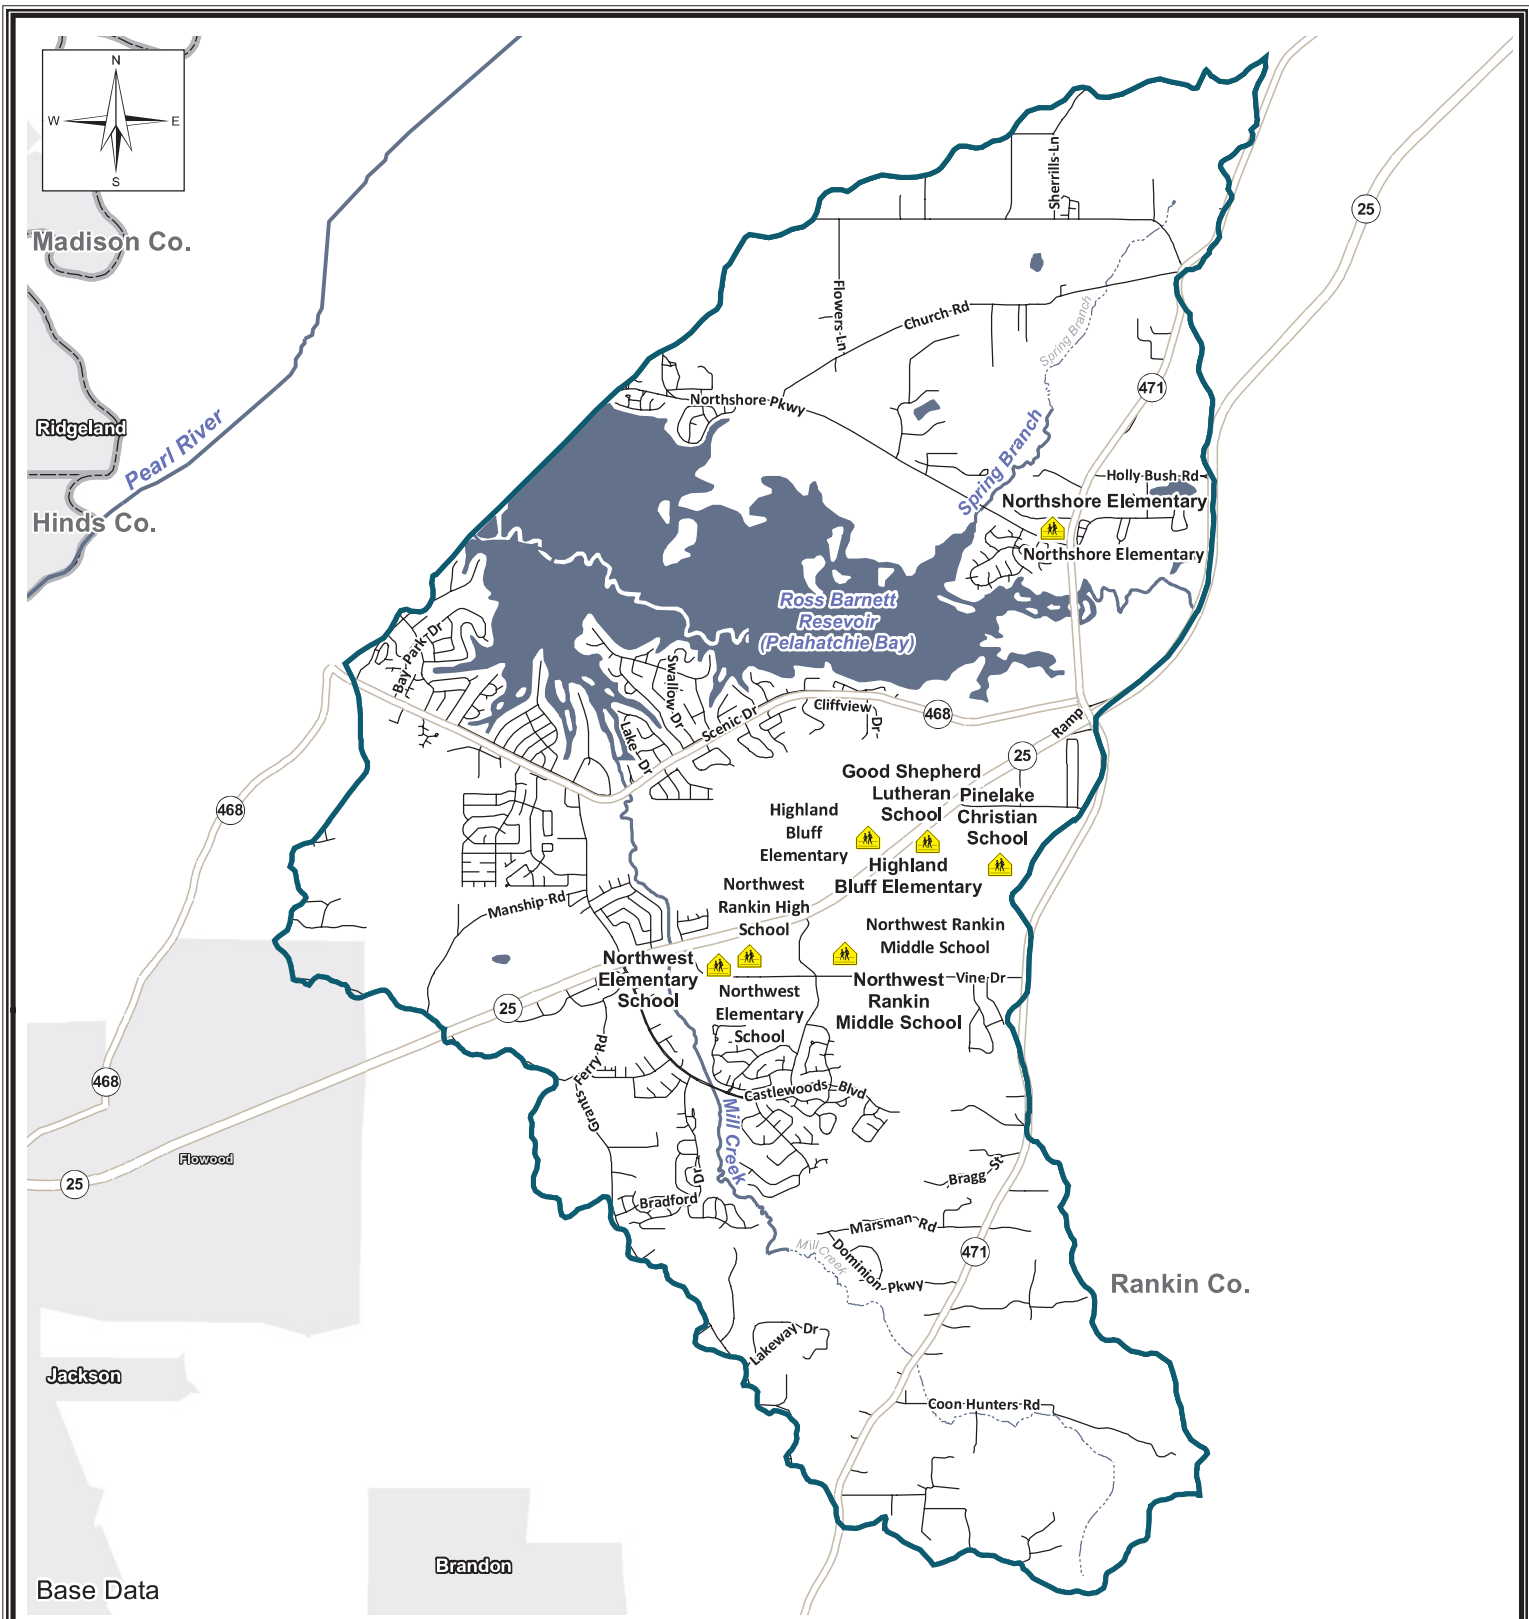 N
W
E
S
Madison Co.
25
Sherrills Ln
Flowers Ln
Church Rd
Spring Branch
471
Northshore Pkwy
Ridgeland
Pearl River
Spring Branch
Holly Bush Rd
Northshore Elementary
Hinds Co.
Northshore Elementary
Ross Barnett
Resevoir
(Pelahatchie Bay)
Bay Park Dr
Swallow Dr
Scenic Dr
Cliffview Dr
468
Lake Dr
Ramp
25
Good Shepherd
Lutheran
School
Pinelake
Christian
School
468
Highland
Bluff
Elementary
Highland
Bluff Elementary
Northwest
Rankin High
School
Manship Rd
Northwest Rankin
Middle School
Northwest
Elementary
School
Northwest
Rankin
Middle School
Vine Dr
25
Northwest
Elementary
School
Grants Ferry Rd
468
Castlewoods Blvd
Mill Creek
Flowood
25
Bragg St
Bradford Dr
Marsman Rd
Mill Creek
Dominion Pkwy
471
Rankin Co.
Lakeway Dr
Jackson
Coon Hunters Rd
Brandon
Base Data